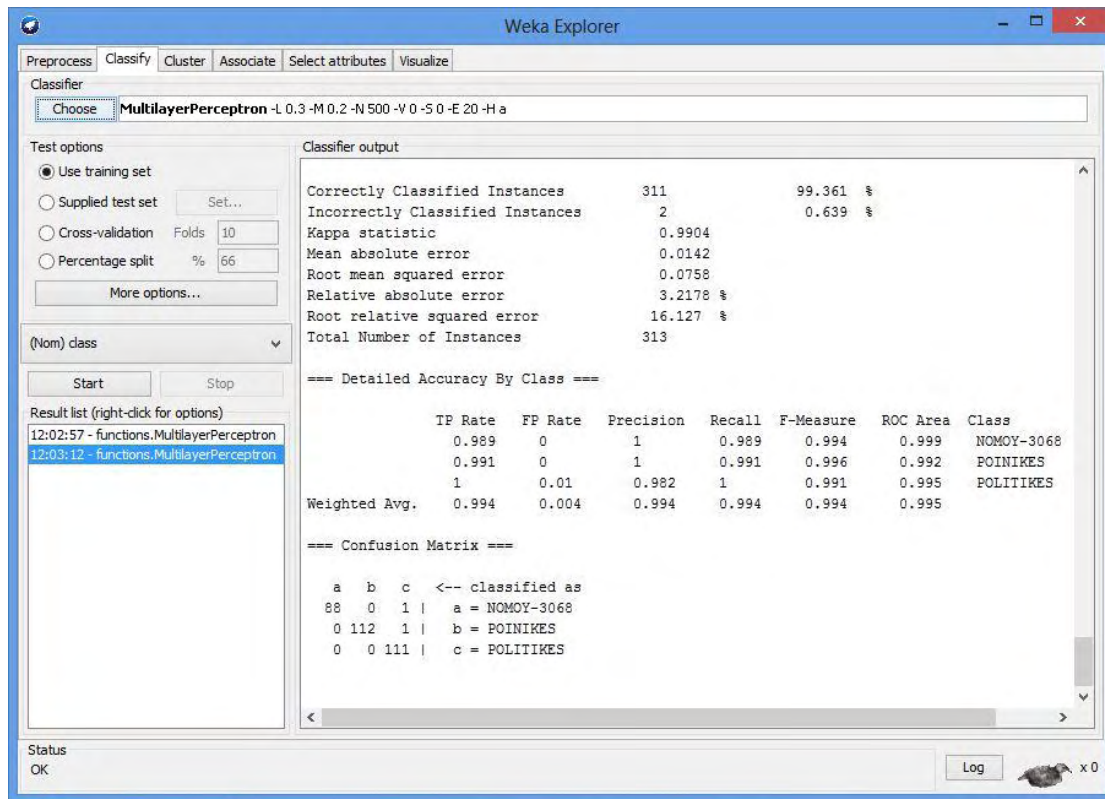 Weka Explorer
Preprocess Classify Cluster Associate Select attributes Visualize
Classifier
Choose MultilayerPerceptron -L 0.3 -M 0.2 -N 500 -V 0 -S 0 -E 20 -H a
Test options
Use training set
Supplied test set Set...
Cross-validation Folds 10
Percentage split % 66
More options...
(Nom) class
Start Stop
Result list (right-click for options)
12:02:57 - functions.MultilayerPerceptron
12:03:12 - functions.MultilayerPerceptron
Classifier output
Correctly Classified Instances 311 99.361 %
Incorrectly Classified Instances 2 0.639 %
Kappa statistic 0.9904
Mean absolute error 0.0142
Root mean squared error 0.0758
Relative absolute error 3.2178 %
Root relative squared error 16.127 %
Total Number of Instances 313
=== Detailed Accuracy By Class ===
TP Rate FP Rate Precision Recall F-Measure ROC Area Class
0.989 0 1 0.989 0.994 0.999 NOMOY-3068
0.991 0 1 0.991 0.996 0.992 POINIKES
1 0.01 0.982 1 0.991 0.995 POLITIKES
Weighted Avg. 0.994 0.004 0.994 0.994 0.994 0.995
=== Confusion Matrix ===
a b c <-- classified as
88 0 1 | a = NOMOY-3068
0 112 1 | b = POINIKES
0 0 111 | c = POLITIKES
Status
OK
Log x 0